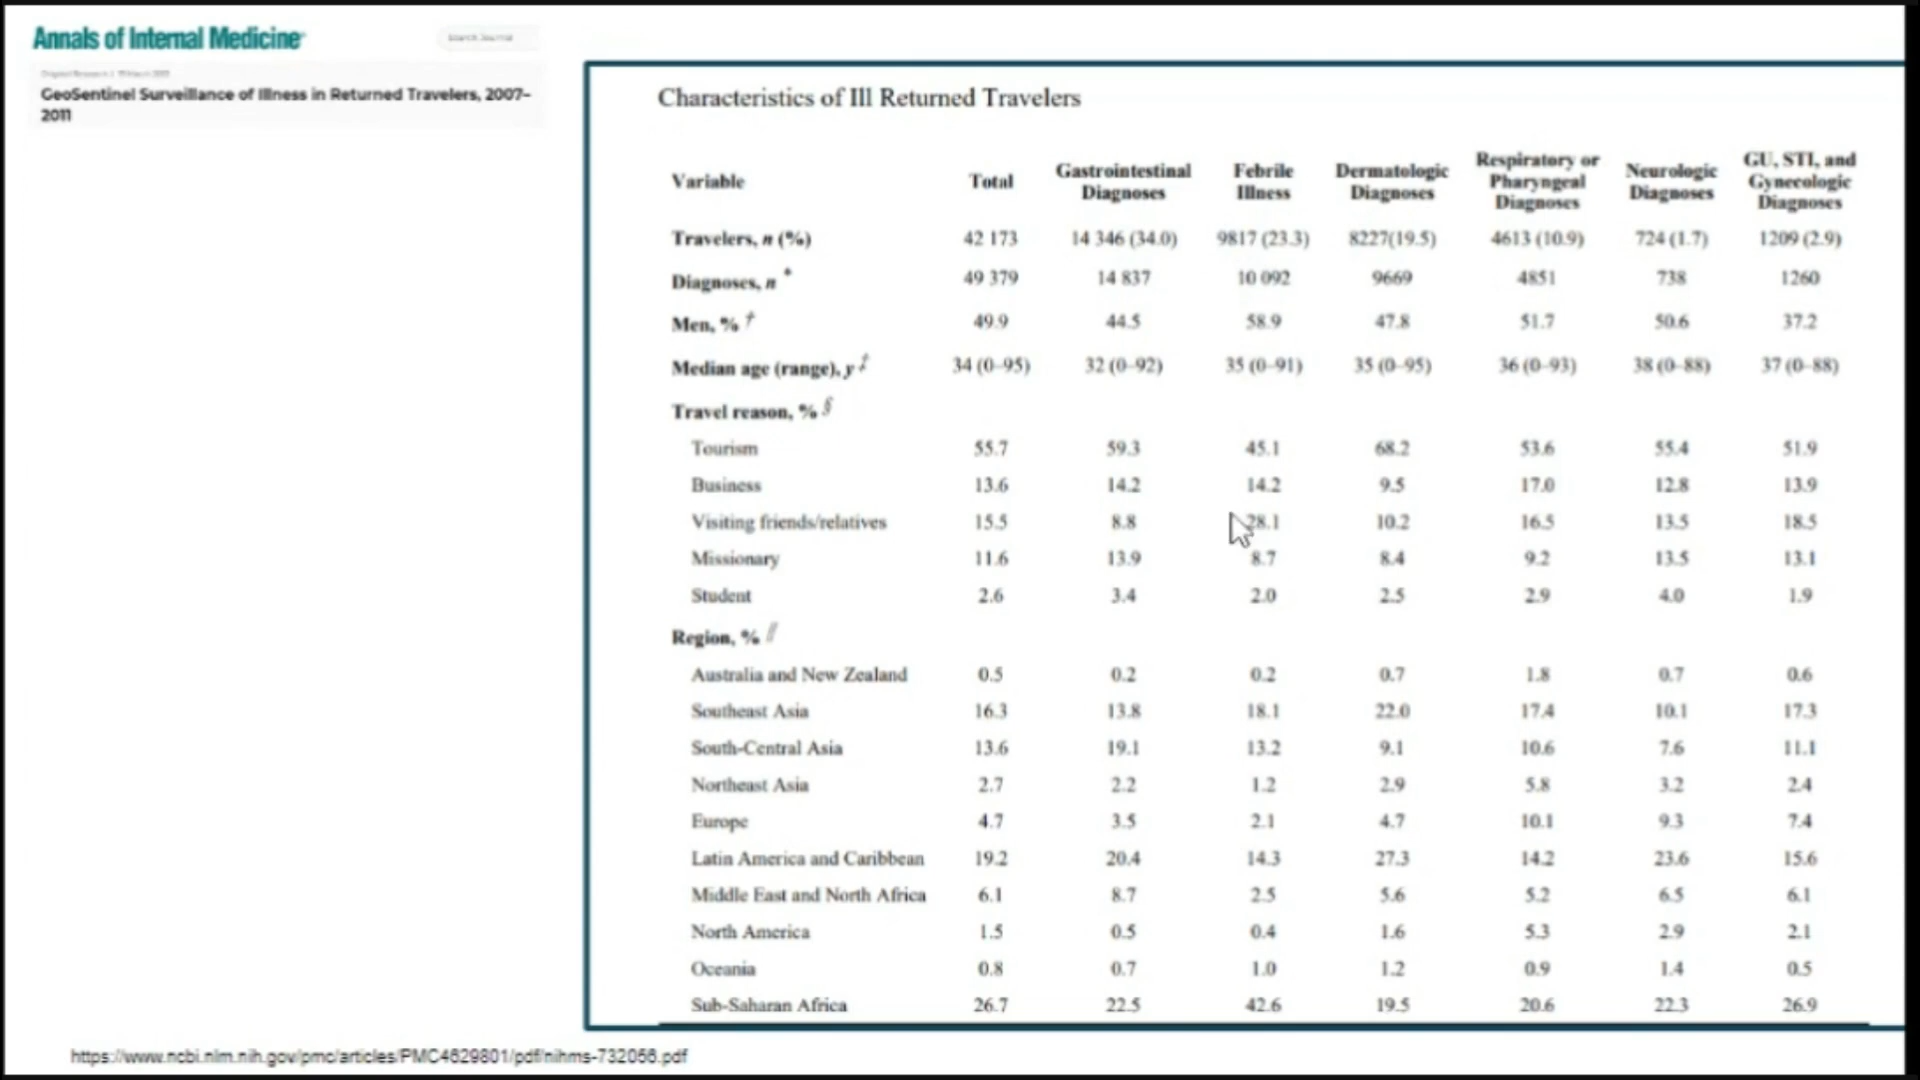 Annals of Internal Medicine
Search Journal
GeoSentinel Surveillance of Illness in Returned Travelers, 2007–
2011
Characteristics of Ill Returned Travelers
Variable Total Gastrointestinal Diagnoses Febrile Illness Dermatologic Diagnoses Respiratory or Pharyngeal Diagnoses Neurologic Diagnoses GU, STI, and Gynecologic Diagnoses
Travelers, n (%) 42 173 14 346 (34.0) 9817 (23.3) 8227(19.5) 4613 (10.9) 724 (1.7) 1209 (2.9)
Diagnoses, n * 49 379 14 837 10 092 9669 4851 738 1260
Men, % † 49.9 44.5 58.9 47.8 51.7 50.6 37.2
Median age (range), y ‡ 34 (0–95) 32 (0–92) 35 (0–91) 35 (0–95) 36 (0–93) 38 (0–88) 37 (0–88)
Travel reason, % §
Tourism 55.7 59.3 45.1 68.2 53.6 55.4 51.9
Business 13.6 14.2 14.2 9.5 17.0 12.8 13.9
Visiting friends/relatives 15.5 8.8 28.1 10.2 16.5 13.5 18.5
Missionary 11.6 13.9 8.7 8.4 9.2 13.5 13.1
Student 2.6 3.4 2.0 2.5 2.9 4.0 1.9
Region, % ∥
Australia and New Zealand 0.5 0.2 0.2 0.7 1.8 0.7 0.6
Southeast Asia 16.3 13.8 18.1 22.0 17.4 10.1 17.3
South-Central Asia 13.6 19.1 13.2 9.1 10.6 7.6 11.1
Northeast Asia 2.7 2.2 1.2 2.9 5.8 3.2 2.4
Europe 4.7 3.5 2.1 4.7 10.1 9.3 7.4
Latin America and Caribbean 19.2 20.4 14.3 27.3 14.2 23.6 15.6
Middle East and North Africa 6.1 8.7 2.5 5.6 5.2 6.5 6.1
North America 1.5 0.5 0.4 1.6 5.3 2.9 2.1
Oceania 0.8 0.7 1.0 1.2 0.9 1.4 0.5
Sub-Saharan Africa 26.7 22.5 42.6 19.5 20.6 22.3 26.9
https://www.ncbi.nlm.nih.gov/pmc/articles/PMC4629801/pdf/nihms-732056.pdf